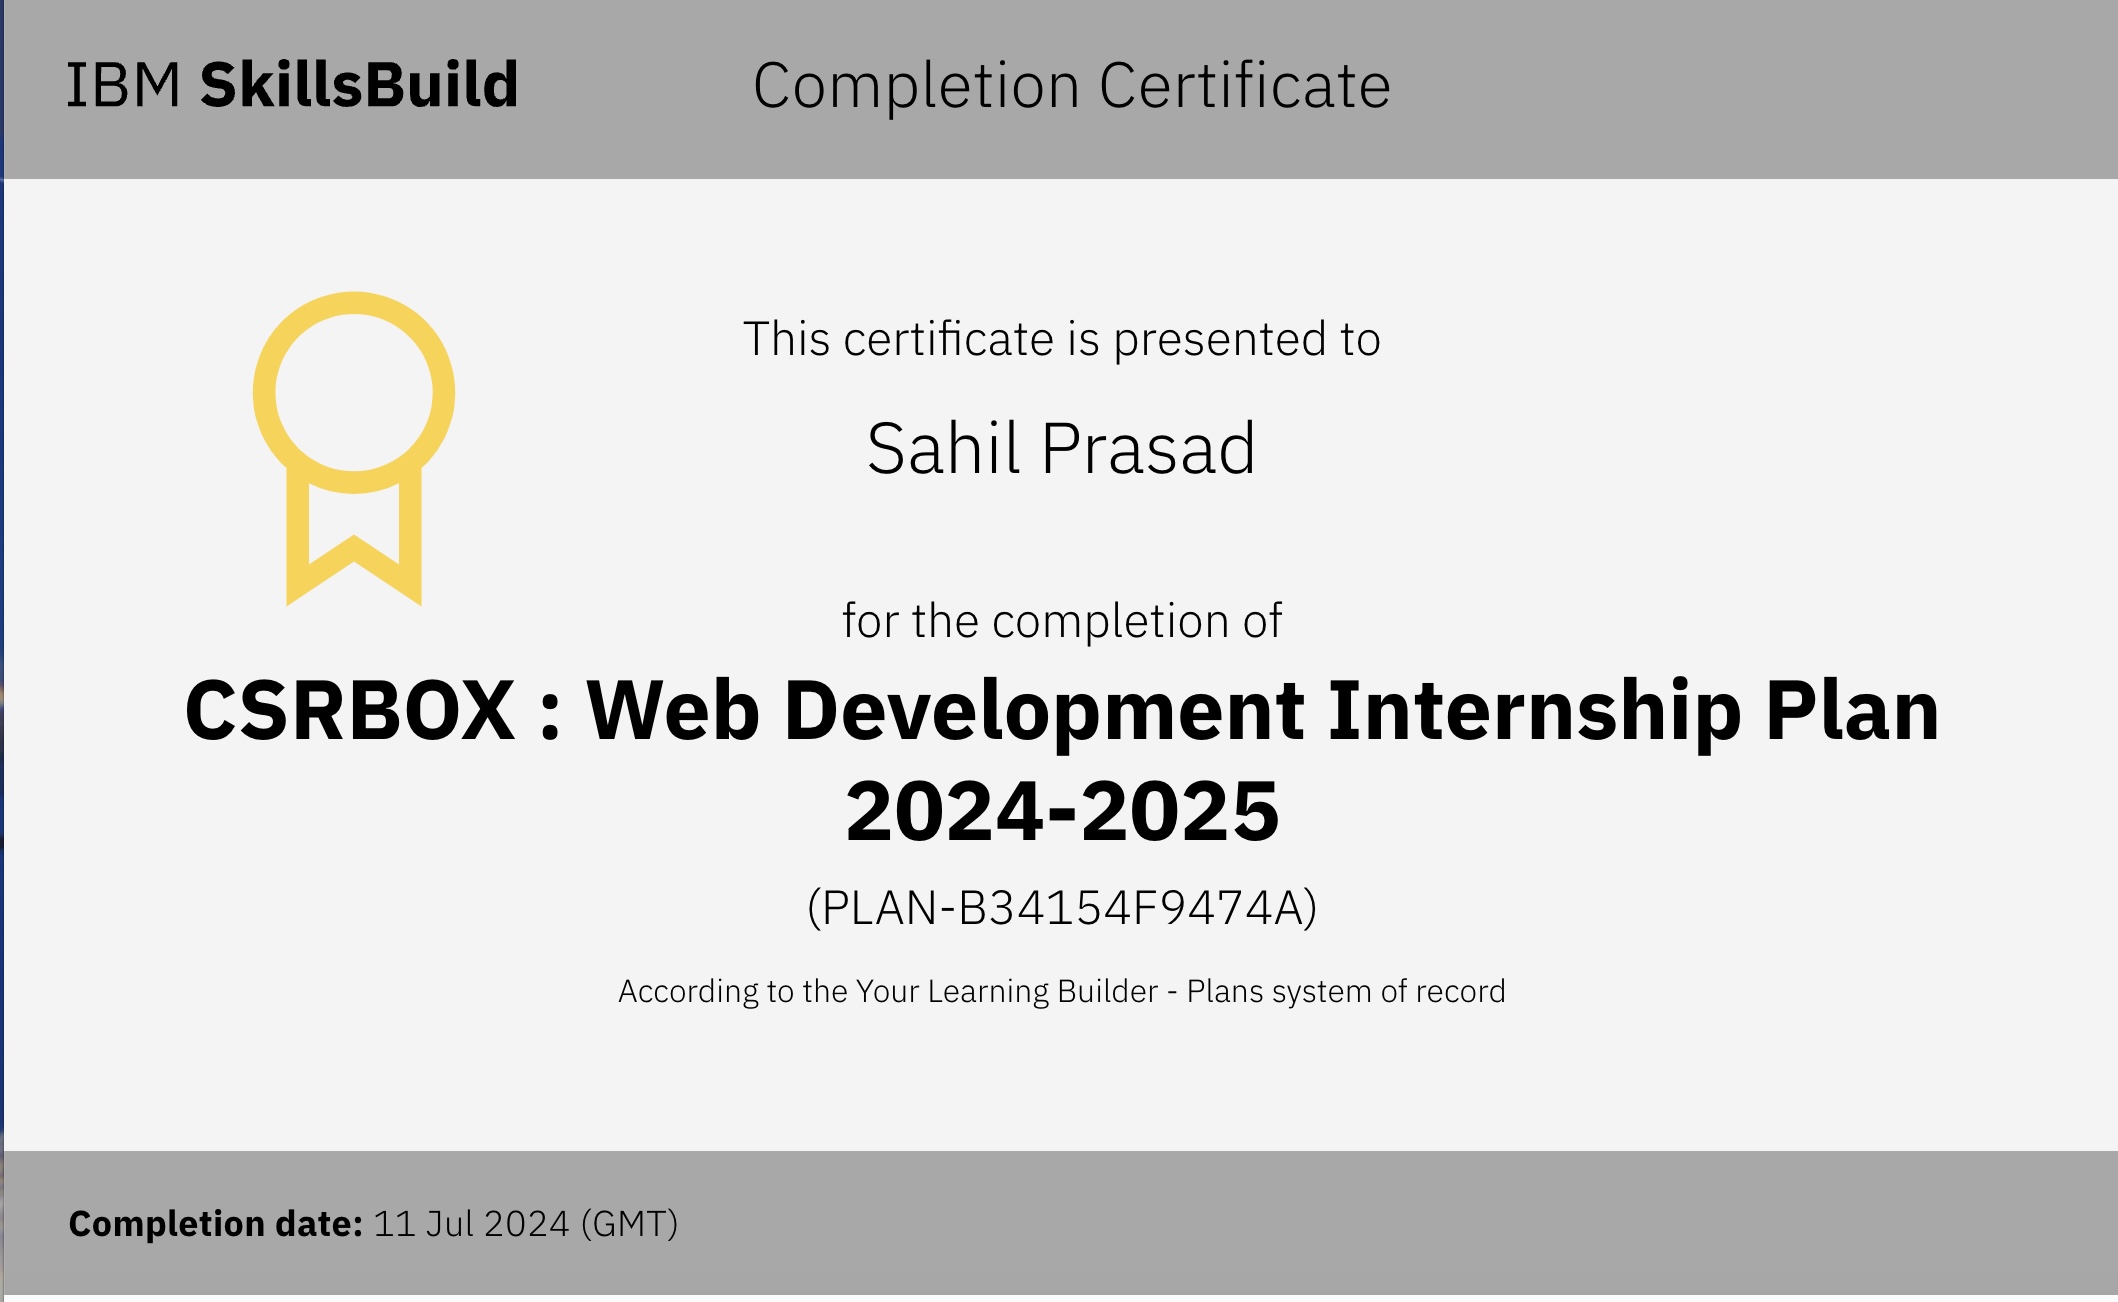 IBM SkillsBuild
Completion Certificate
This certificate is presented to
Sahil Prasad
for the completion of
CSRBOX : Web Development Internship Plan
2024-2025
(PLAN-B34154F9474A)
According to the Your Learning Builder - Plans system of record
Completion date: 11 Jul 2024 (GMT)